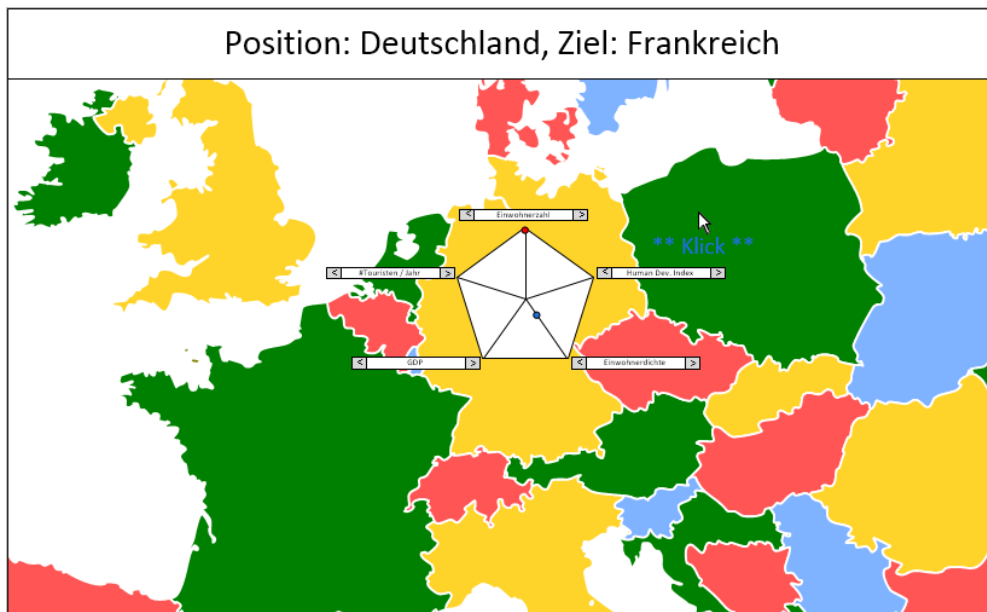 Position: Deutschland, Ziel: Frankreich
< Einwohnerzahl >
** Klick **
< #Touristen / Jahr >
< Human Dev. Index >
< GDP >
< Einwohnerdichte >